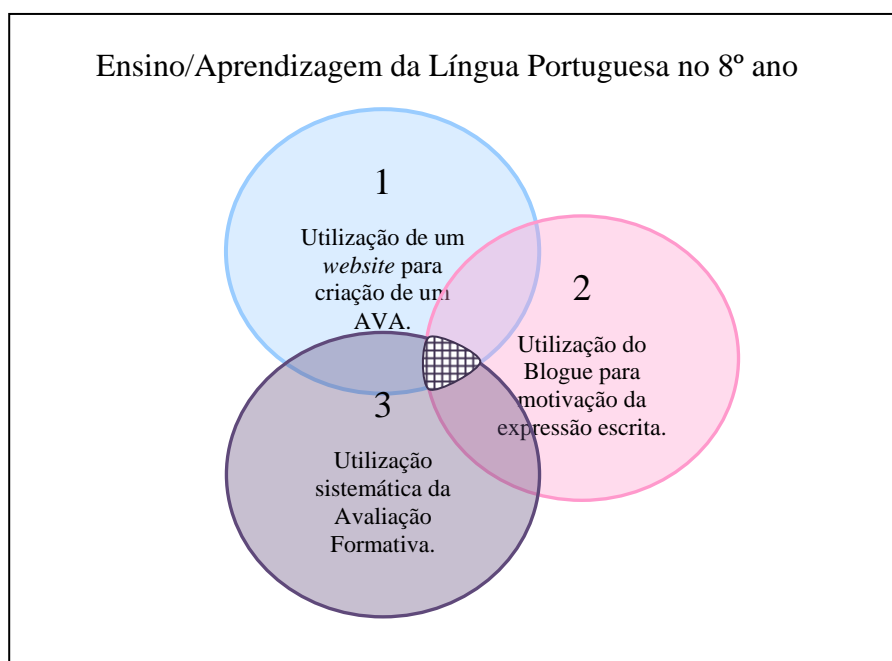 Ensino/Aprendizagem da Língua Portuguesa no 8º ano
1
Utilização de um
website para
criação de um
AVA.
2
Utilização do
Blogue para
motivação da
expressão escrita.
3
Utilização
sistemática da
Avaliação
Formativa.